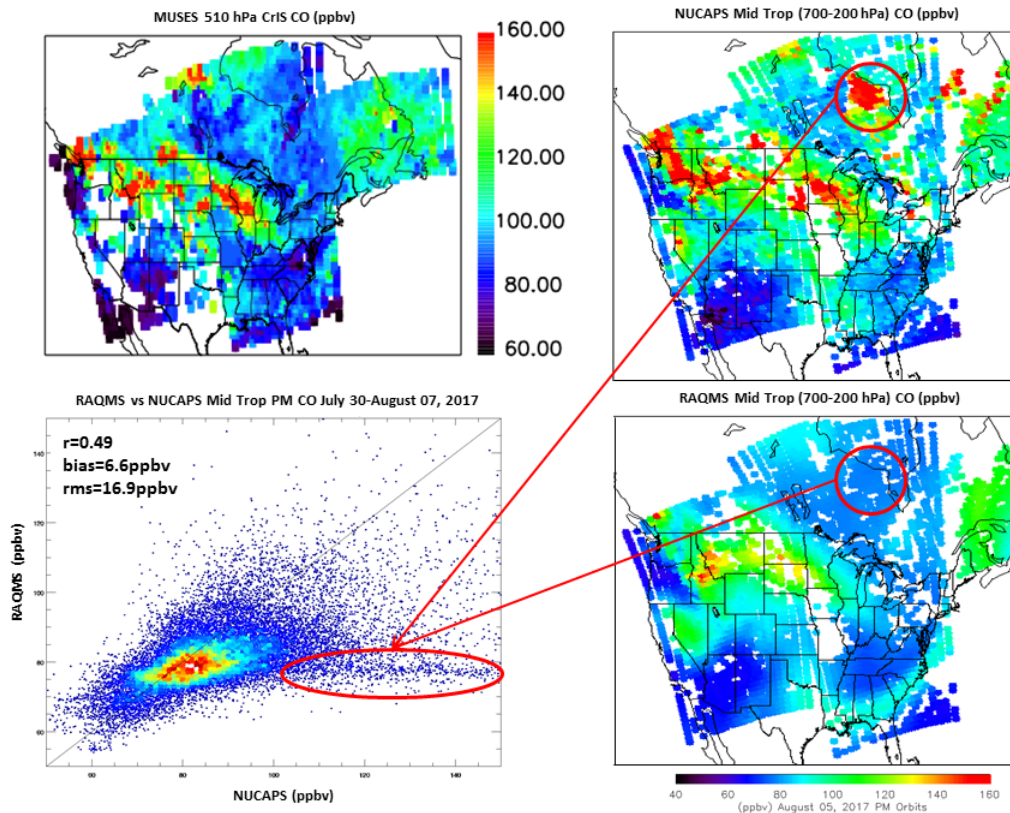 MUSES 510 hPa CrIS CO (ppbv)
160.00
140.00
120.00
100.00
80.00
60.00
NUCAPS Mid Trop (700-200 hPa) CO (ppbv)
RAQMS vs NUCAPS Mid Trop PM CO July 30-August 07, 2017
r=0.49
bias=6.6ppbv
rms=16.9ppbv
RAQMS (ppbv)
140
120
100
80
60
60 80 100 120 140
NUCAPS (ppbv)
RAQMS Mid Trop (700-200 hPa) CO (ppbv)
40 60 80 100 120 140 160
(ppbv) August 05, 2017 PM Orbits